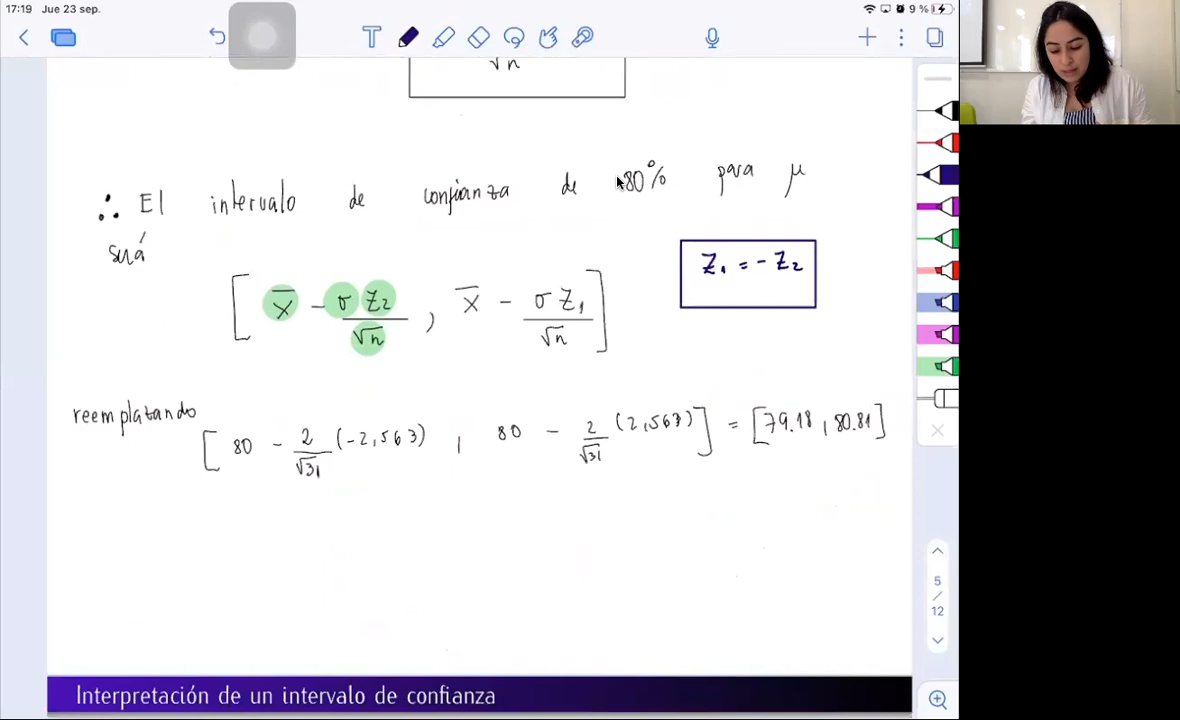 17:19 Jue 23 sep.
9 %
√n
∴ El intervalo de confianza de 80% para μ
será
Z₁ = - Z₂
[ x̄ - σ Z₂ / √n , x̄ - σ Z₁ / √n ]
reemplazando
[ 80 - 2/√31 (-2,563) , 80 - 2/√31 (2,563) ] = [79.18, 80.81]
5
/
12
Interpretación de un intervalo de confianza